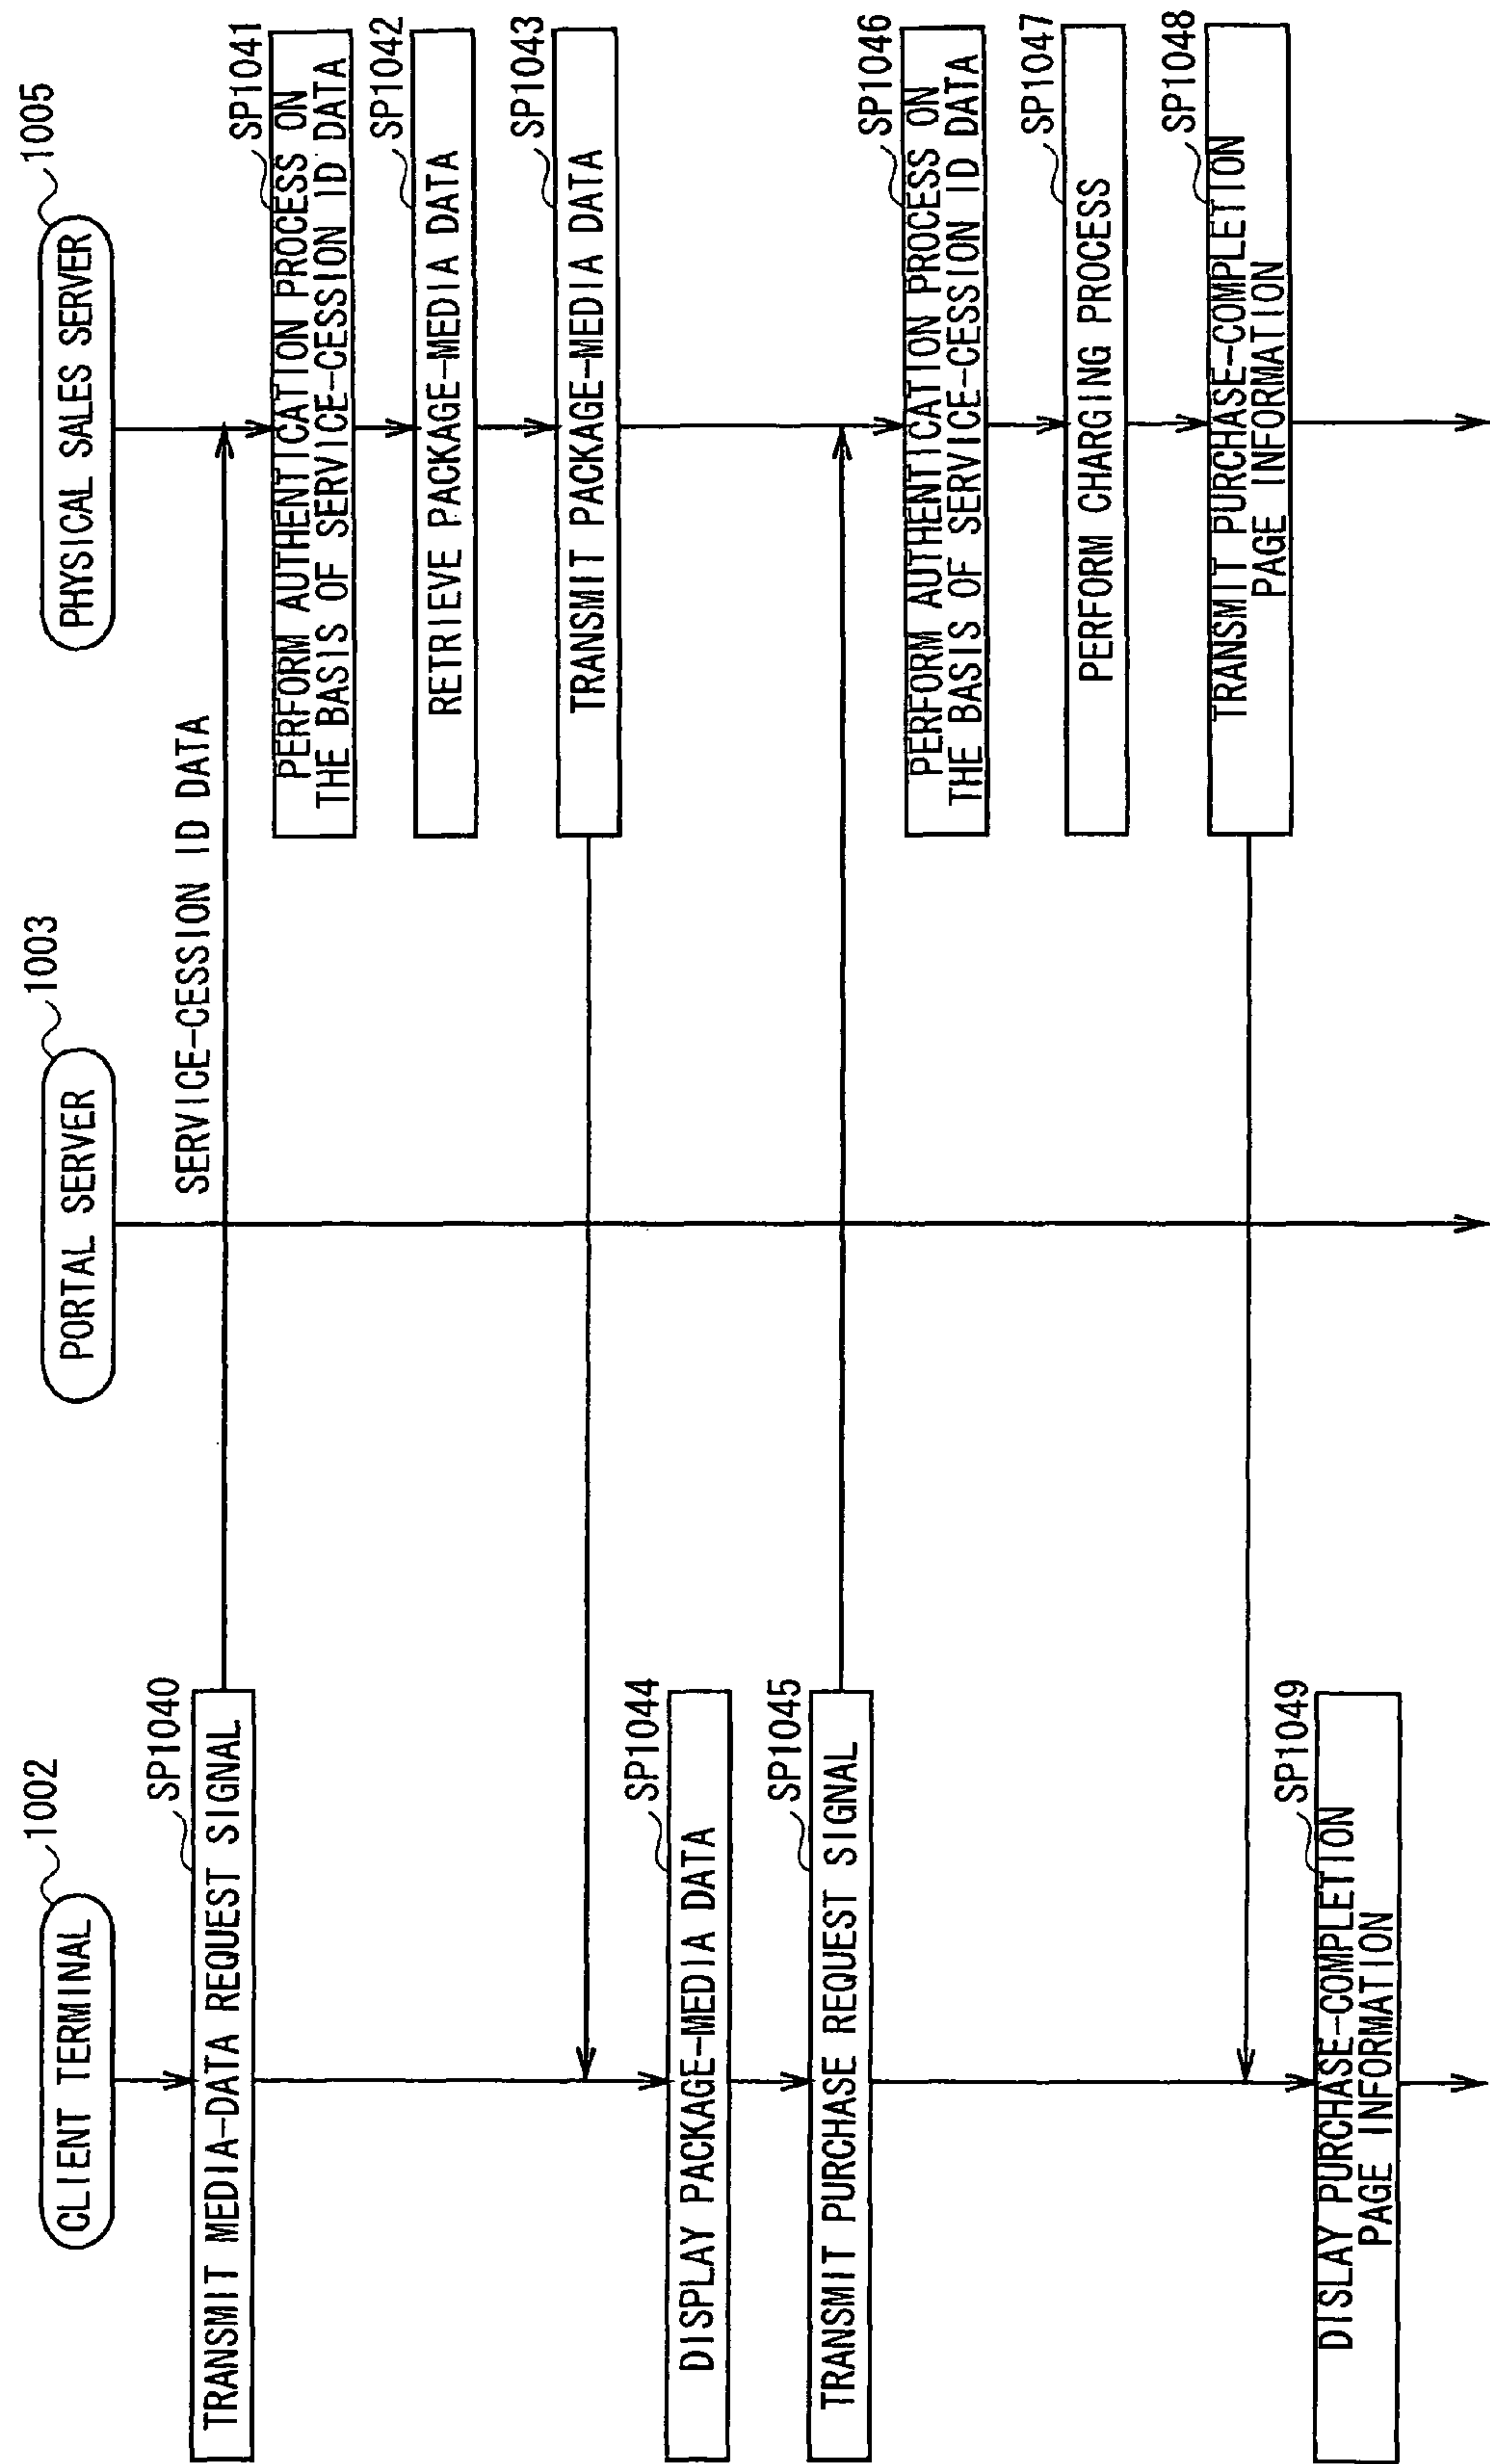 CLIENT TERMINAL
1002
PORTAL SERVER
1003
PHYSICAL SALES SERVER
1005
SP1040
TRANSMIT MEDIA-DATA REQUEST SIGNAL
SERVICE-CESSION ID DATA
SP1041
PERFORM AUTHENTICATION PROCESS ON
THE BASIS OF SERVICE-CESSION ID DATA
SP1042
RETRIEVE PACKAGE-MEDIA DATA
SP1043
TRANSMIT PACKAGE-MEDIA DATA
SP1044
DISPLAY PACKAGE-MEDIA DATA
SP1045
TRANSMIT PURCHASE REQUEST SIGNAL
SP1046
PERFORM AUTHENTICATION PROCESS ON
THE BASIS OF SERVICE-CESSION ID DATA
SP1047
PERFORM CHARGING PROCESS
SP1048
TRANSMIT PURCHASE-COMPLETION
PAGE INFORMATION
SP1049
DISPLAY PURCHASE-COMPLETION
PAGE INFORMATION